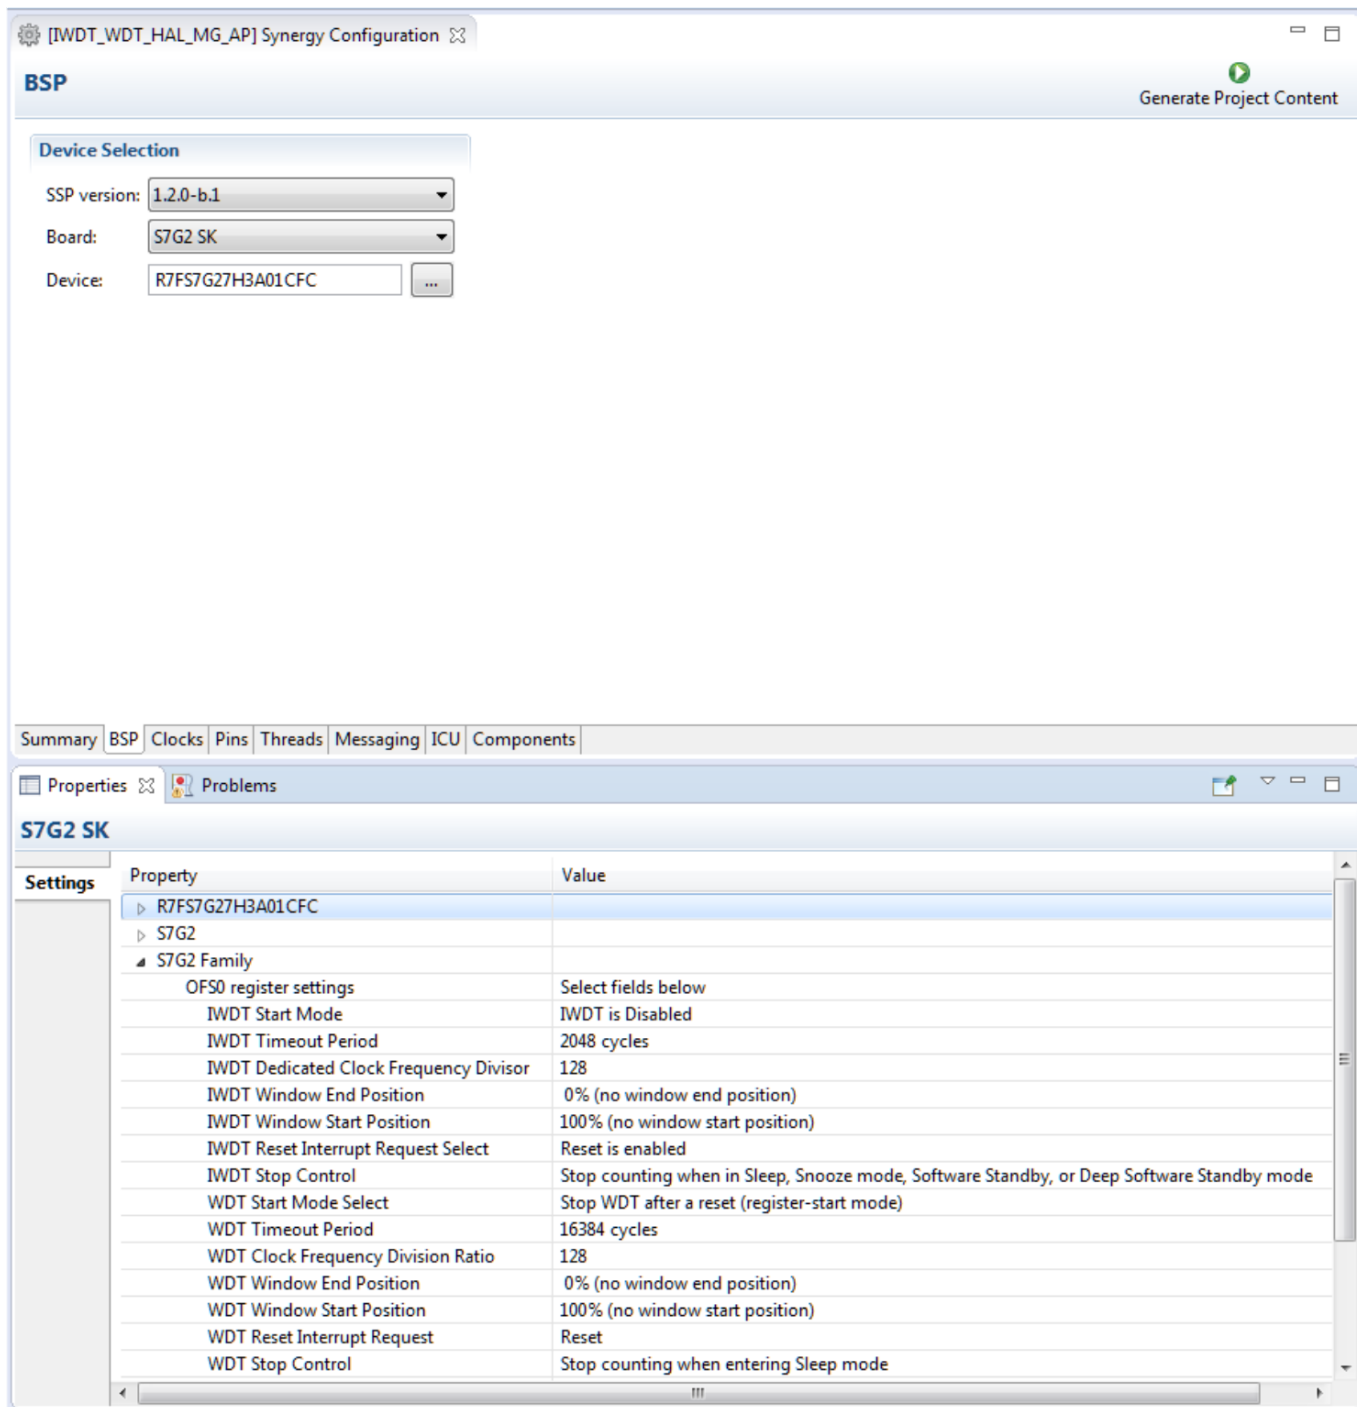 [IWDT_WDT_HAL_MG_AP] Synergy Configuration
BSP
Generate Project Content
Device Selection
SSP version: 1.2.0-b.1
Board: S7G2 SK
Device: R7FS7G27H3A01CFC ...
Summary BSP Clocks Pins Threads Messaging ICU Components
Properties Problems
S7G2 SK
Settings
Property Value
R7FS7G27H3A01CFC
S7G2
S7G2 Family
OFS0 register settings Select fields below
IWDT Start Mode IWDT is Disabled
IWDT Timeout Period 2048 cycles
IWDT Dedicated Clock Frequency Divisor 128
IWDT Window End Position 0% (no window end position)
IWDT Window Start Position 100% (no window start position)
IWDT Reset Interrupt Request Select Reset is enabled
IWDT Stop Control Stop counting when in Sleep, Snooze mode, Software Standby, or Deep Software Standby mode
WDT Start Mode Select Stop WDT after a reset (register-start mode)
WDT Timeout Period 16384 cycles
WDT Clock Frequency Division Ratio 128
WDT Window End Position 0% (no window end position)
WDT Window Start Position 100% (no window start position)
WDT Reset Interrupt Request Reset
WDT Stop Control Stop counting when entering Sleep mode